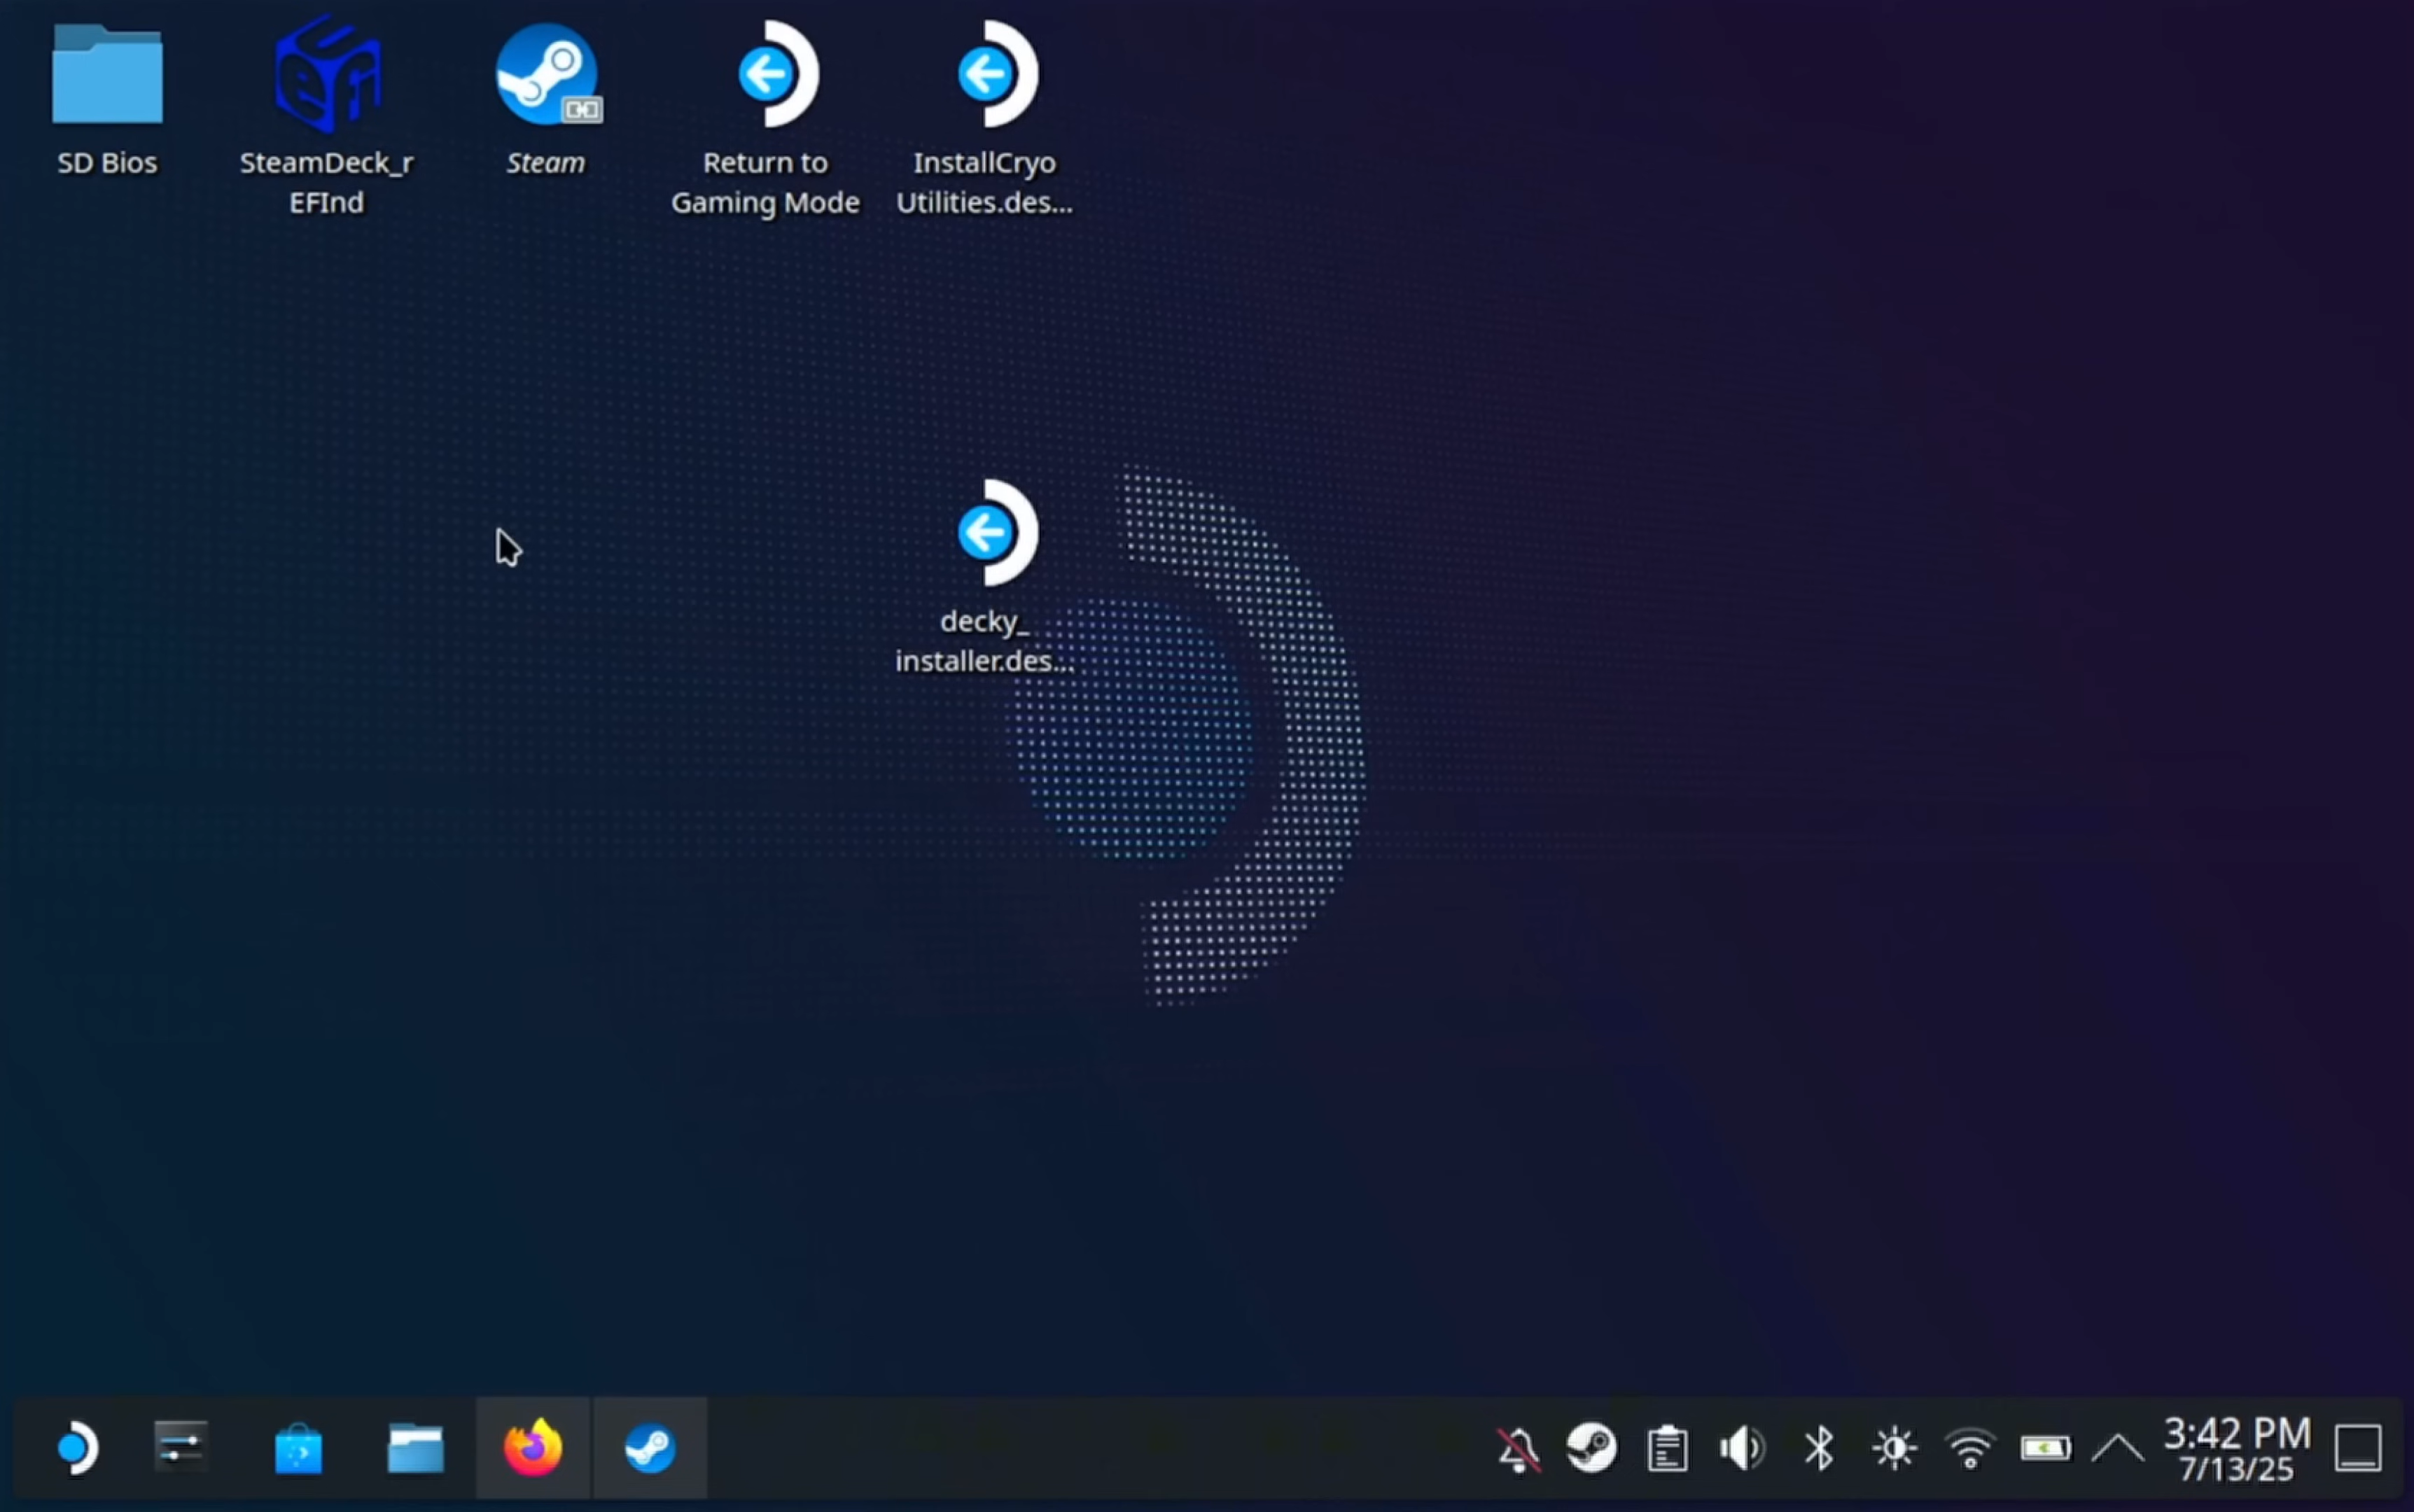 SD Bios
SteamDeck_r
EFInd
Steam
Return to
Gaming Mode
InstallCryo
Utilities.des...
decky_
installer.des...
3:42 PM
7/13/25